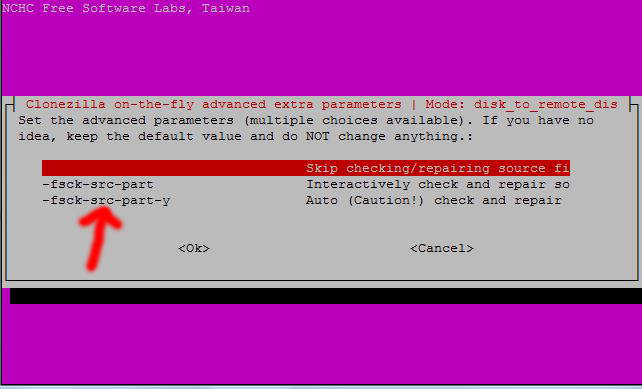 NCHC Free Software Labs, Taiwan
Clonezilla on-the-fly advanced extra parameters | Mode: disk_to_remote_dis
Set the advanced parameters (multiple choices available). If you have no
idea, keep the default value and do NOT change anything.:
Skip checking/repairing source fi
-fsck-src-part Interactively check and repair so
-fsck-src-part-y Auto (Caution!) check and repair
<Ok> <Cancel>